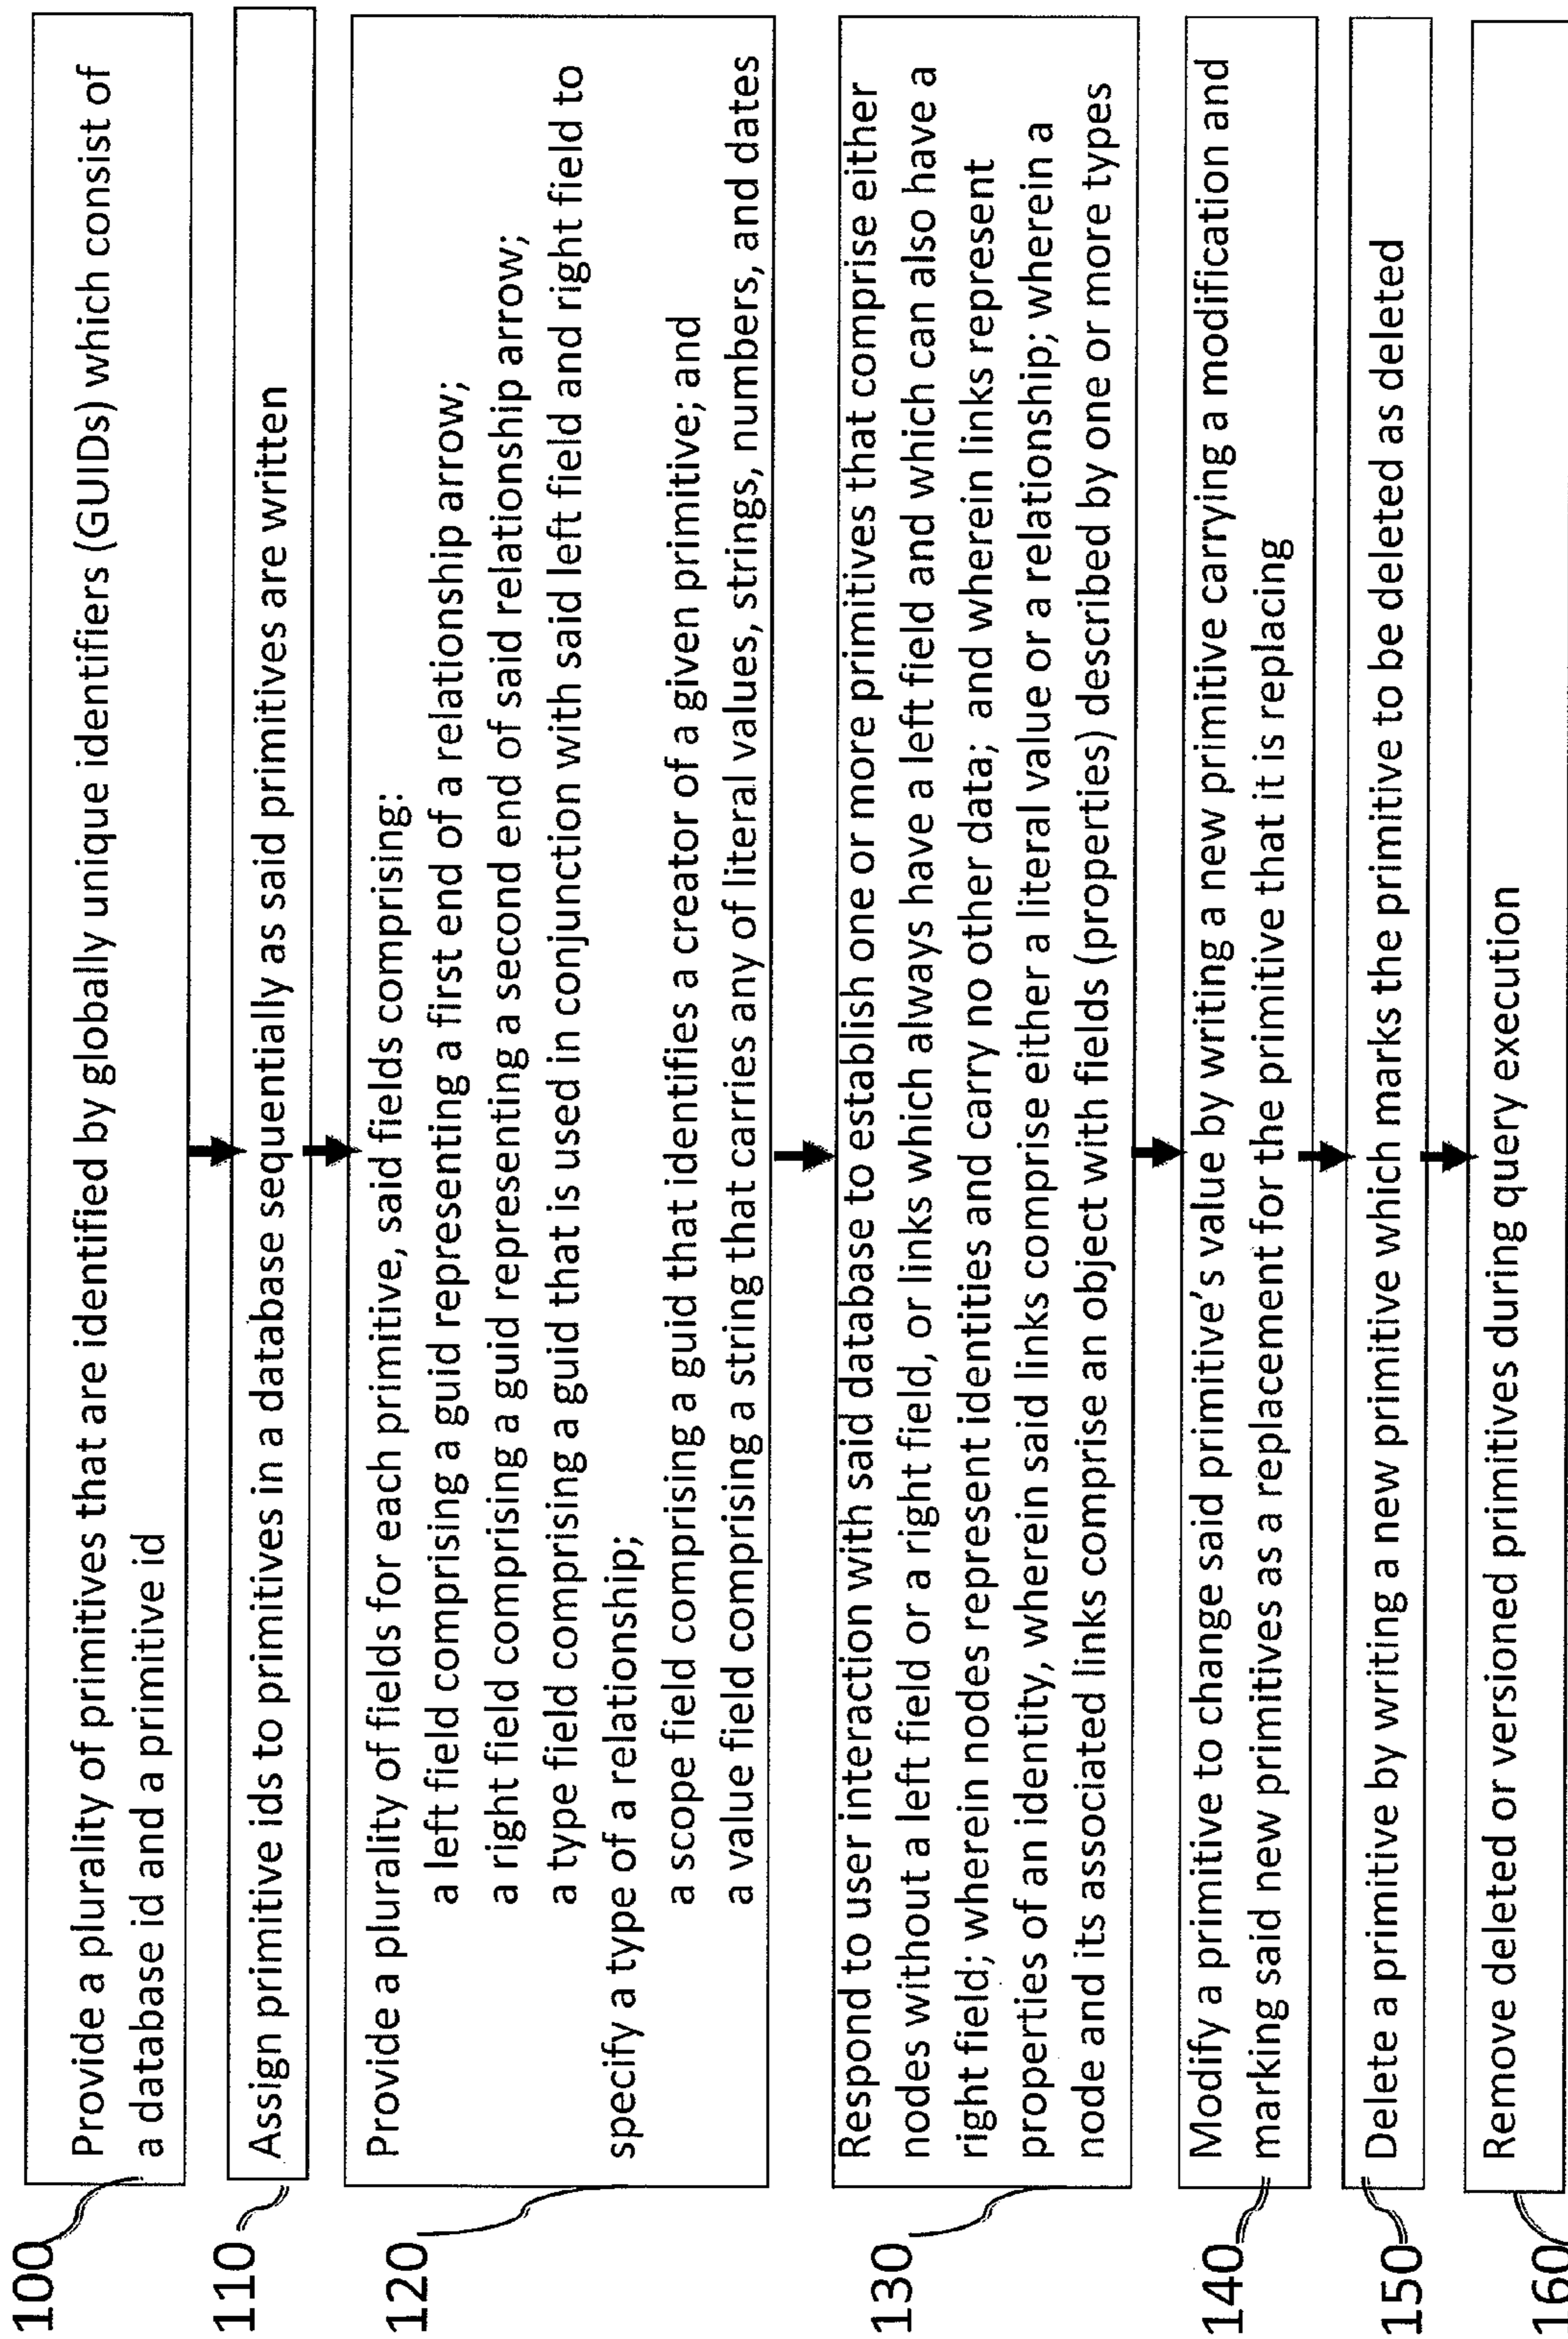 100
Provide a plurality of primitives that are identified by globally unique identifiers (GUIDs) which consist of
a database id and a primitive id
110
Assign primitive ids to primitives in a database sequentially as said primitives are written
120
Provide a plurality of fields for each primitive, said fields comprising:
a left field comprising a guid representing a first end of a relationship arrow;
a right field comprising a guid representing a second end of said relationship arrow;
a type field comprising a guid that is used in conjunction with said left field and right field to
specify a type of a relationship;
a scope field comprising a guid that identifies a creator of a given primitive; and
a value field comprising a string that carries any of literal values, strings, numbers, and dates
130
Respond to user interaction with said database to establish one or more primitives that comprise either
nodes without a left field or a right field, or links which always have a left field and which can also have a
right field; wherein nodes represent identities and carry no other data; and wherein links represent
properties of an identity, wherein said links comprise either a literal value or a relationship; wherein a
node and its associated links comprise an object with fields (properties) described by one or more types
140
Modify a primitive to change said primitive's value by writing a new primitive carrying a modification and
marking said new primitives as a replacement for the primitive that it is replacing
150
Delete a primitive by writing a new primitive which marks the primitive to be deleted as deleted
160
Remove deleted or versioned primitives during query execution